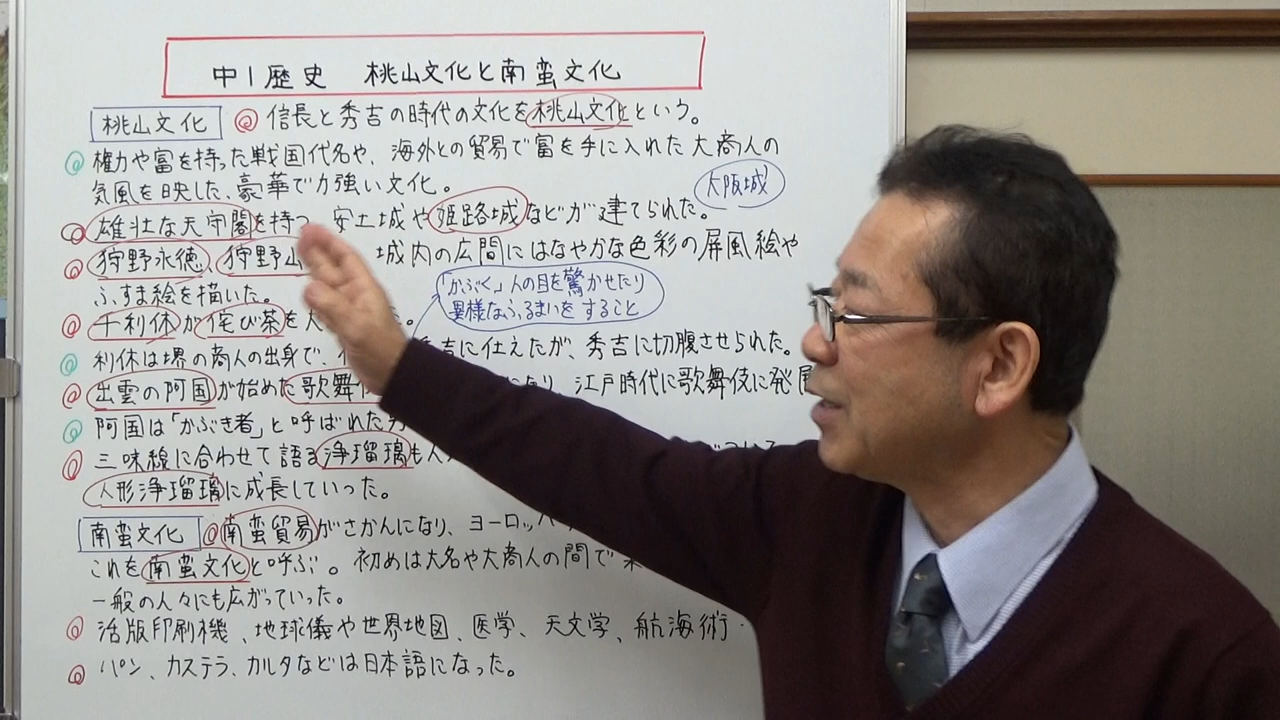 中1歴史 桃山文化と南蛮文化
桃山文化 ◎ 信長と秀吉の時代の文化を桃山文化という。
◎ 権力や富を持った戦国代名や、海外との貿易で富を手に入れた大商人の
気風を映した、豪華で力強い文化。
大阪城
◎ 雄壮な天守閣を持つ 安土城や姫路城などが建てられた。
◎ 狩野永徳、狩野山 城内の広間にはなやかな色彩の屏風絵や
ふすま絵を描いた。
「かぶく」人の目を驚かせたり
異様なふるまいをすること
◎ 千利休が侘び茶を 。
◎ 利休は堺の商人の出身で、 秀吉に仕えたが、秀吉に切腹させられた。
◎ 出雲の阿国が始めた歌舞伎 になり、江戸時代に歌舞伎に発展
◎ 阿国は「かぶき者」と呼ばれた
◎ 三味線に合わせて語る浄瑠璃も
人形浄瑠璃に成長していった。
南蛮文化 ◎ 南蛮貿易がさかんになり、ヨーロッパ
これを南蛮文化と呼ぶ。初めは大名や大商人の間で
一般の人々にも広がっていった。
◎ 活版印刷機、地球儀や世界地図、医学、天文学、航海術
◎ パン、カステラ、カルタなどは日本語になった。